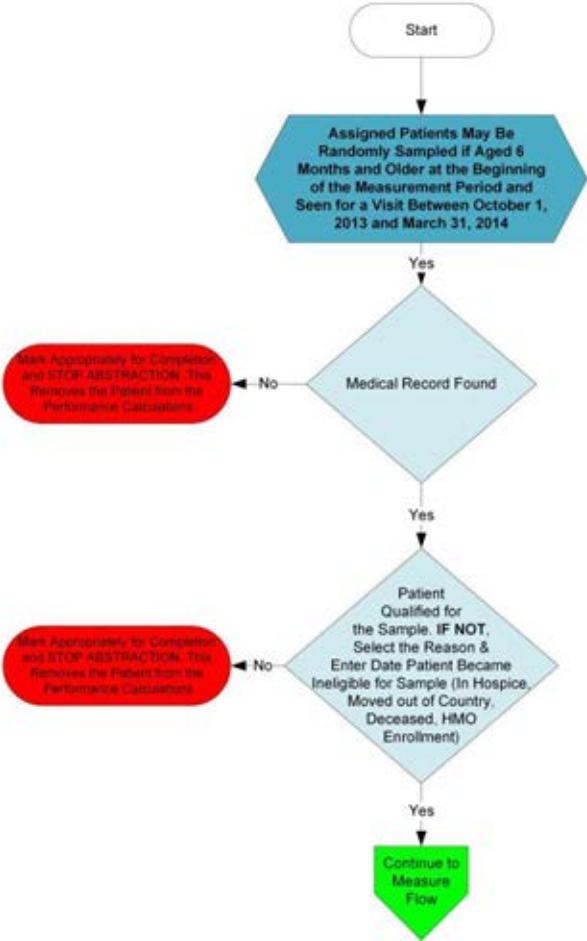 Start
Assigned Patients May Be
Randomly Sampled if Aged 6
Months and Older at the Beginning
of the Measurement Period and
Seen for a Visit Between October 1,
2013 and March 31, 2014
Yes
Mark Appropriately for Completion
and STOP ABSTRACTION. This
Removes the Patient from the
Performance Calculations
No
Medical Record Found
Yes
Patient
Qualified for
the Sample. IF NOT,
Select the Reason &
Enter Date Patient Became
Ineligible for Sample (In Hospice,
Moved out of Country,
Deceased, HMO
Enrollment)
Mark Appropriately for Completion
and STOP ABSTRACTION. This
Removes the Patient from the
Performance Calculations
No
Yes
Continue to
Measure
Flow